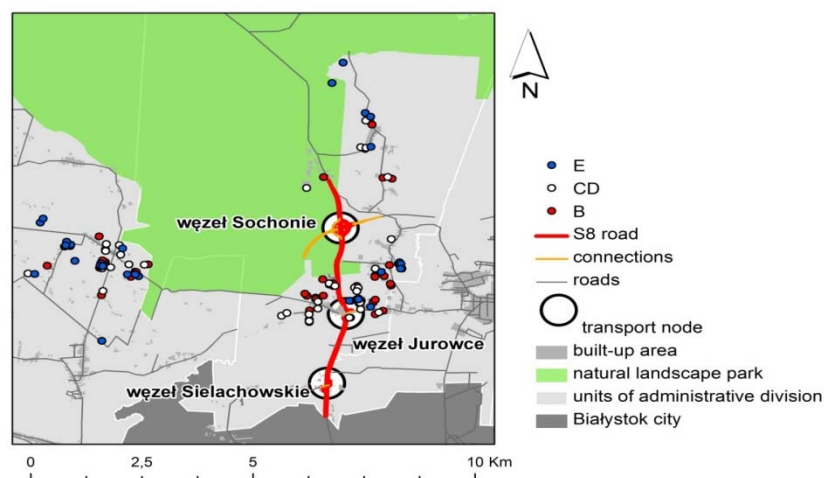 N
węzeł Sochonie
węzeł Jurowce
węzeł Sielachowskie
E
CD
B
S8 road
connections
roads
transport node
built-up area
natural landscape park
units of administrative division
Białystok city
0 2,5 5 10 Km